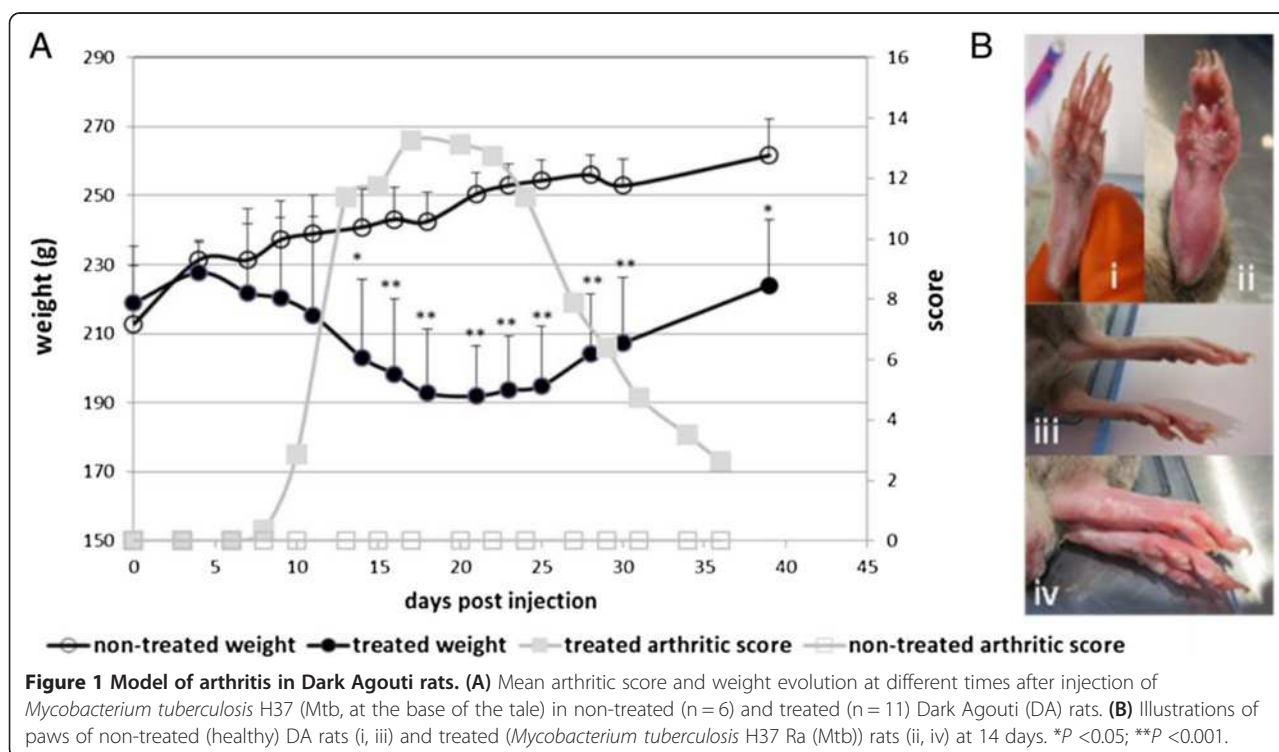 A
B
290
270
250
230
210
190
170
150
weight (g)
16
14
12
10
8
6
4
2
0
score
* ** ** ** ** ** ** ** *
0 5 10 15 20 25 30 35 40 45
days post injection
i
ii
iii
iv
non-treated weight treated weight treated arthritic score non-treated arthritic score
Figure 1 Model of arthritis in Dark Agouti rats. (A) Mean arthritic score and weight evolution at different times after injection of
Mycobacterium tuberculosis H37 (Mtb, at the base of the tale) in non-treated (n = 6) and treated (n = 11) Dark Agouti (DA) rats. (B) Illustrations of
paws of non-treated (healthy) DA rats (i, iii) and treated (Mycobacterium tuberculosis H37 Ra (Mtb)) rats (ii, iv) at 14 days. *P <0.05; **P <0.001.